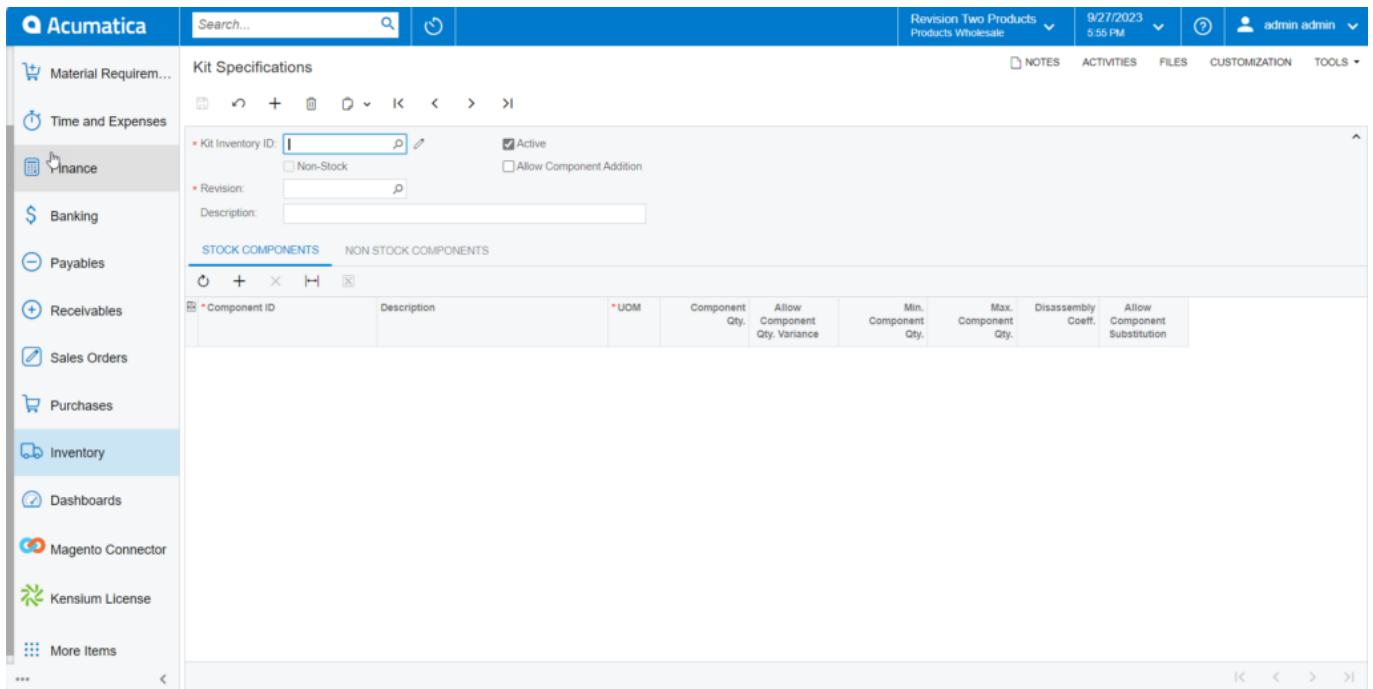 Acumatica
Search...
Revision Two Products
Products Wholesale
9/27/2023
5:55 PM
admin admin
Material Requirem...
Time and Expenses
Finance
Banking
Payables
Receivables
Sales Orders
Purchases
Inventory
Dashboards
Magento Connector
Kensium License
More Items
Kit Specifications
NOTES ACTIVITIES FILES CUSTOMIZATION TOOLS
* Kit Inventory ID:
Active
Non-Stock
Allow Component Addition
* Revision:
Description:
STOCK COMPONENTS NON STOCK COMPONENTS
* Component ID
Description
* UOM
Component
Qty.
Allow
Component
Qty. Variance
Min.
Component
Qty.
Max.
Component
Qty.
Disassembly
Coeff.
Allow
Component
Substitution